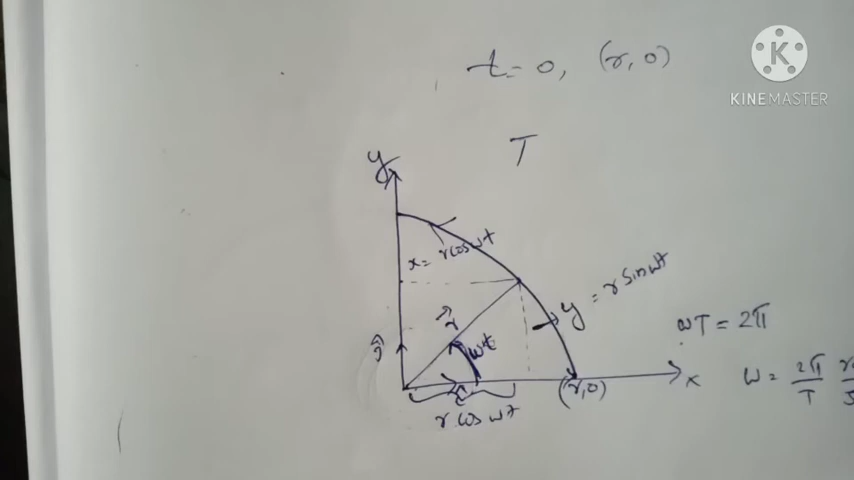 t = 0, (r, 0)
KINEMASTER
T
y
x = r cos ωt
y = r sin ωt
r
ωt
ωT = 2π
j
x
ω = 2π/T
(r, 0)
r cos ωt